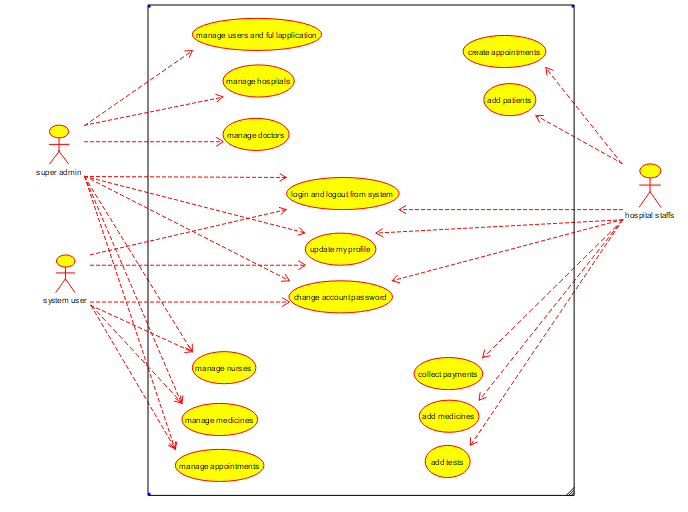 manage users and ful lapplication
create appointments
manage hospitals
add patients
manage doctors
super admin
login and logout from system
hospital staffs
update my profile
system user
change account password
manage nurses
collect payments
manage medicines
add medicines
manage appointments
add tests